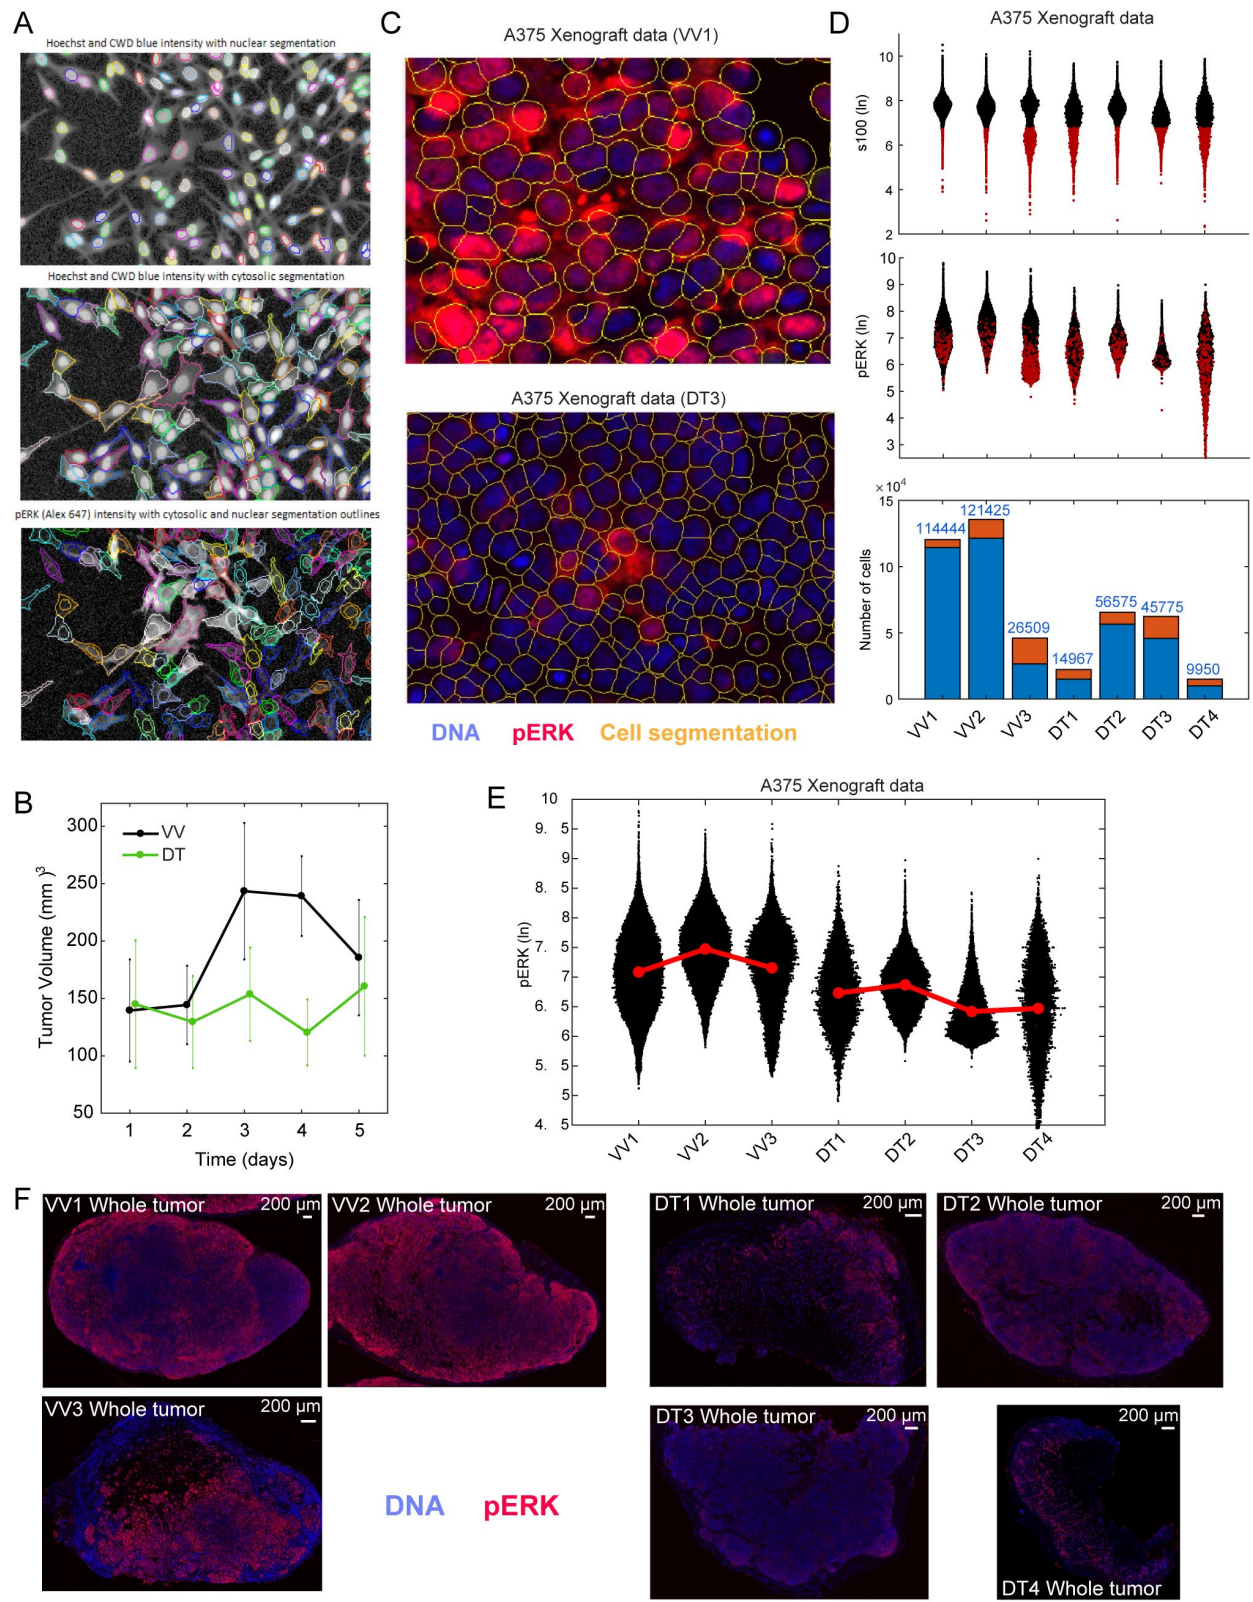 A
Hoechst and CWD blue intensity with nuclear segmentation
Hoechst and CWD blue intensity with cytosolic segmentation
pERK (Alex 647) intensity with cytosolic and nuclear segmentation outlines
C
A375 Xenograft data (VV1)
A375 Xenograft data (DT3)
DNA pERK Cell segmentation
D
A375 Xenograft data
s100 (ln)
10
8
6
4
2
pERK (ln)
10
9
8
7
6
5
4
3
×10⁴
Number of cells
15
10
5
0
114444
121425
26509
14967
56575
45775
9950
VV1 VV2 VV3 DT1 DT2 DT3 DT4
B
Tumor Volume (mm )³
300
250
200
150
100
50
VV
DT
1 2 3 4 5
Time (days)
E
A375 Xenograft data
pERK (ln)
10
9. 5
9
8. 5
8
7. 5
7
6. 5
6
5. 5
5
4. 5
VV1 VV2 VV3 DT1 DT2 DT3 DT4
F
VV1 Whole tumor 200 µm
VV2 Whole tumor 200 µm
DT1 Whole tumor 200 µm
DT2 Whole tumor 200 µm
VV3 Whole tumor 200 µm
DNA pERK
DT3 Whole tumor 200 µm
200 µm
DT4 Whole tumor